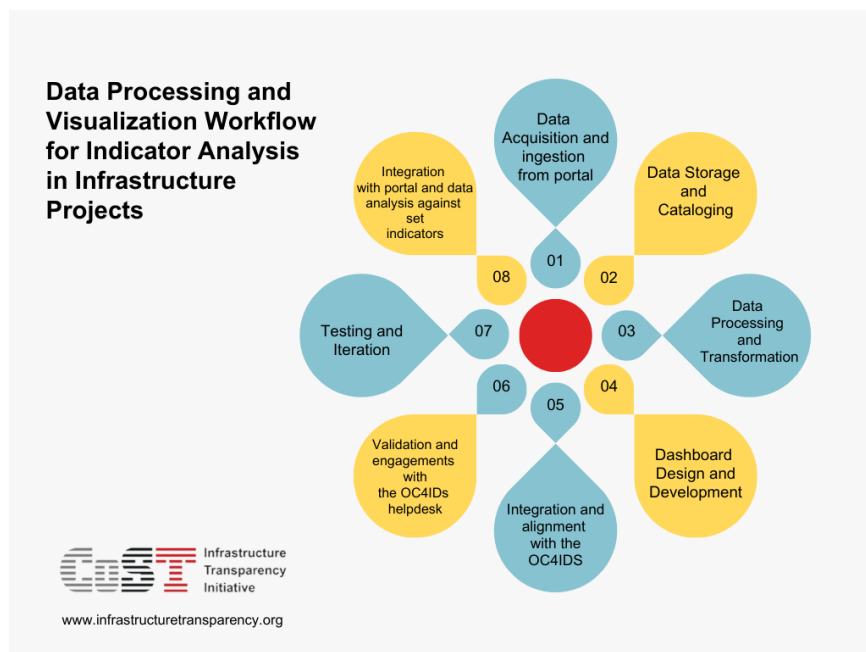 Data Processing and
Visualization Workflow
for Indicator Analysis
in Infrastructure
Projects
Data
Acquisition and
ingestion
from portal
01
Data Storage
and
Cataloging
02
Data
Processing
and
Transformation
03
Dashboard
Design and
Development
04
Integration and
alignment
with the
OC4IDS
05
Validation and
engagements
with
the OC4IDs
helpdesk
06
Testing and
Iteration
07
Integration
with portal and data
analysis against
set
indicators
08
CoST
Infrastructure
Transparency
Initiative
www.infrastructuretransparency.org